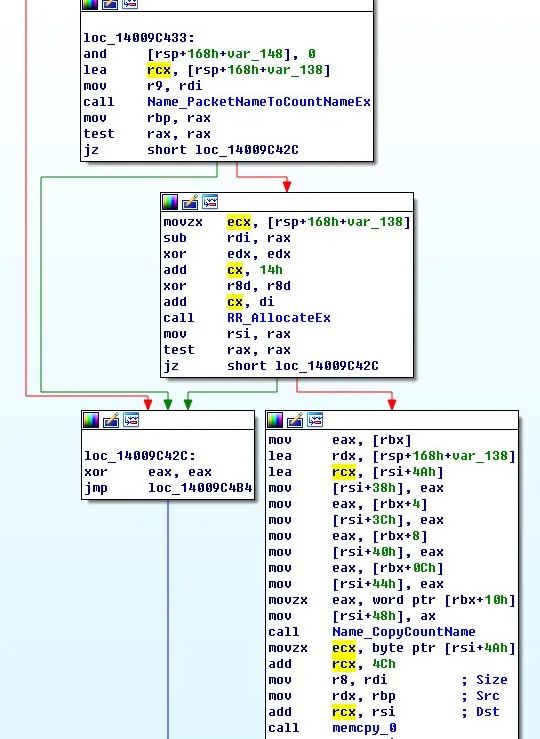 loc_14009C433:
and [rsp+168h+var_148], 0
lea rcx, [rsp+168h+var_138]
mov r9, rdi
call Name_PacketNameToCountNameEx
mov rbp, rax
test rax, rax
jz short loc_14009C42C
movzx ecx, [rsp+168h+var_138]
sub rdi, rax
xor edx, edx
add cx, 14h
xor r8d, r8d
add cx, di
call RR_AllocateEx
mov rsi, rax
test rax, rax
jz short loc_14009C42C
loc_14009C42C:
xor eax, eax
jmp loc_14009C4B4
mov eax, [rbx]
lea rdx, [rsp+168h+var_138]
lea rcx, [rsi+4Ah]
mov [rsi+38h], eax
mov eax, [rbx+4]
mov [rsi+3Ch], eax
mov eax, [rbx+8]
mov [rsi+40h], eax
mov eax, [rbx+0Ch]
mov [rsi+44h], eax
movzx eax, word ptr [rbx+10h]
mov [rsi+48h], ax
call Name_CopyCountName
movzx ecx, byte ptr [rsi+4Ah]
add rcx, 4Ch
mov r8, rdi ; Size
mov rdx, rbp ; Src
add rcx, rsi ; Dst
call memcpy_0